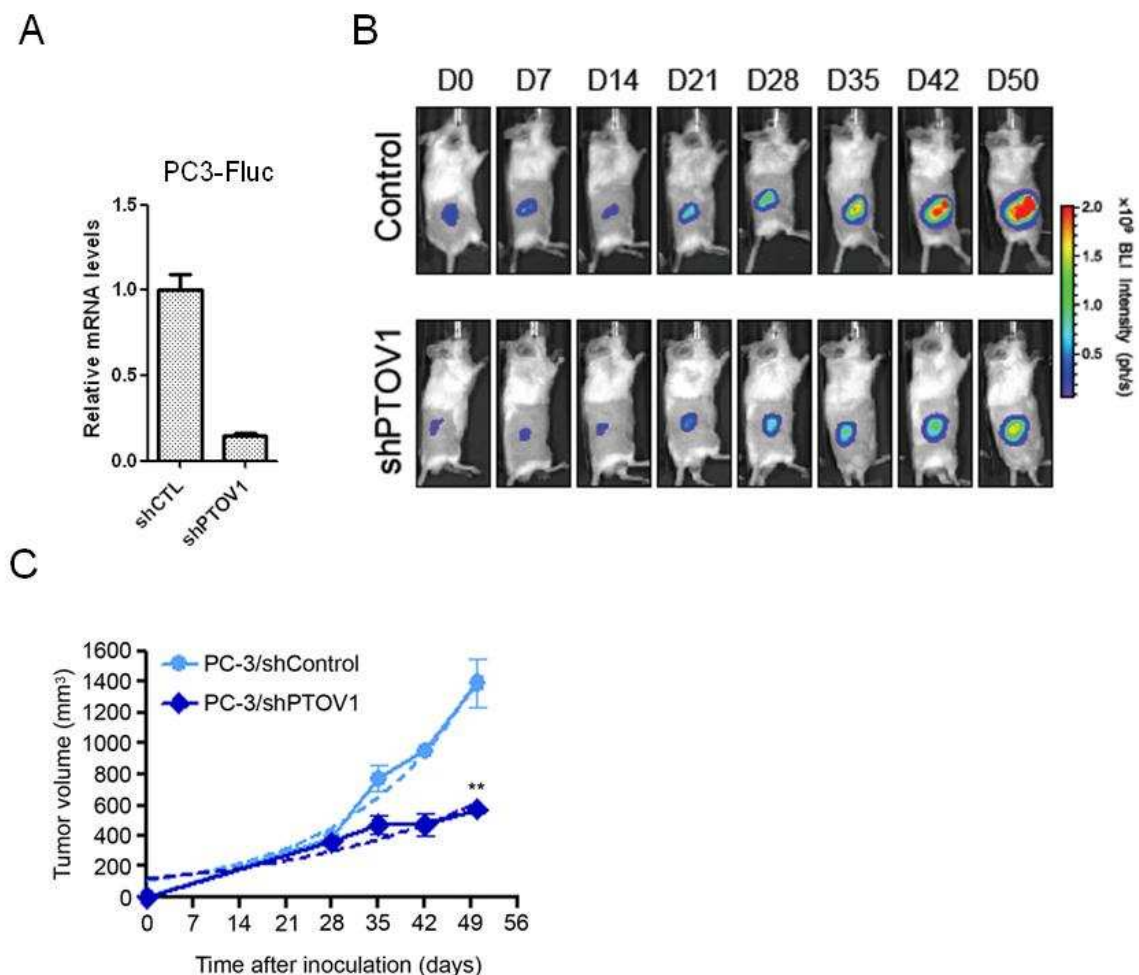 A
PC3-Fluc
Relative mRNA levels
1.5
1.0
0.5
0.0
shCTL
shPTOV1
B
D0 D7 D14 D21 D28 D35 D42 D50
Control
shPTOV1
2.0
1.5
1.0
0.5
×10⁹ BLI Intensity (ph/s)
C
Tumor volume (mm³)
1600
1400
1200
1000
800
600
400
200
0
PC-3/shControl
PC-3/shPTOV1
**
0 7 14 21 28 35 42 49 56
Time after inoculation (days)